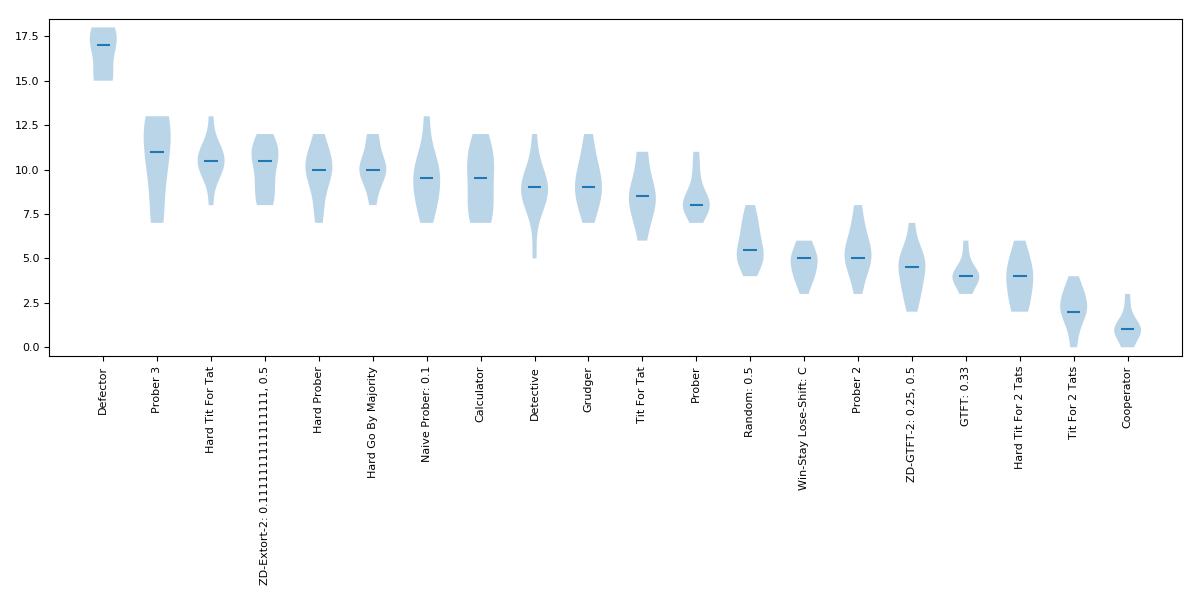 17.5
15.0
12.5
10.0
7.5
5.0
2.5
0.0
Defector
Prober 3
Hard Tit For Tat
ZD-Extort-2: 0.1111111111111111, 0.5
Hard Prober
Hard Go By Majority
Naive Prober: 0.1
Calculator
Detective
Grudger
Tit For Tat
Prober
Random: 0.5
Win-Stay Lose-Shift: C
Prober 2
ZD-GTFT-2: 0.25, 0.5
GTFT: 0.33
Hard Tit For 2 Tats
Tit For 2 Tats
Cooperator